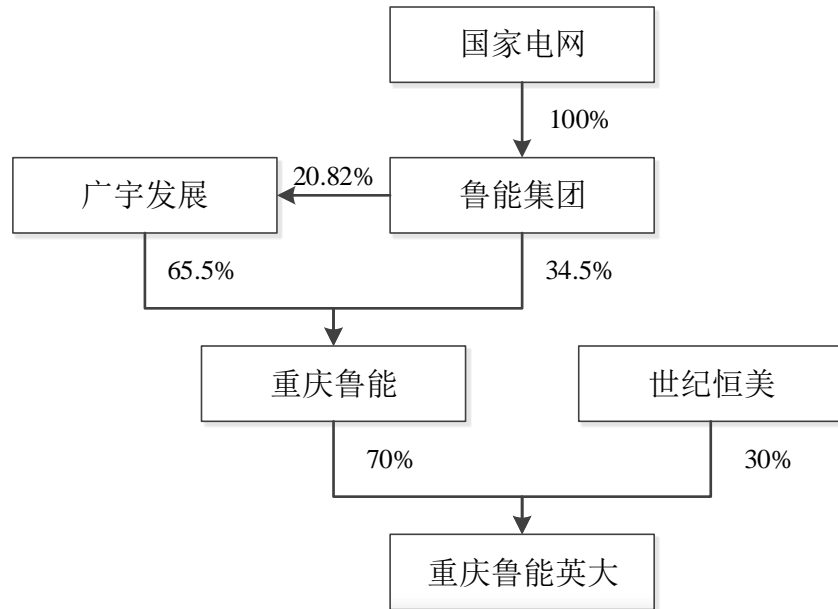 国家电网
100%
广宇发展
20.82%
鲁能集团
65.5%
34.5%
重庆鲁能
世纪恒美
70%
30%
重庆鲁能英大